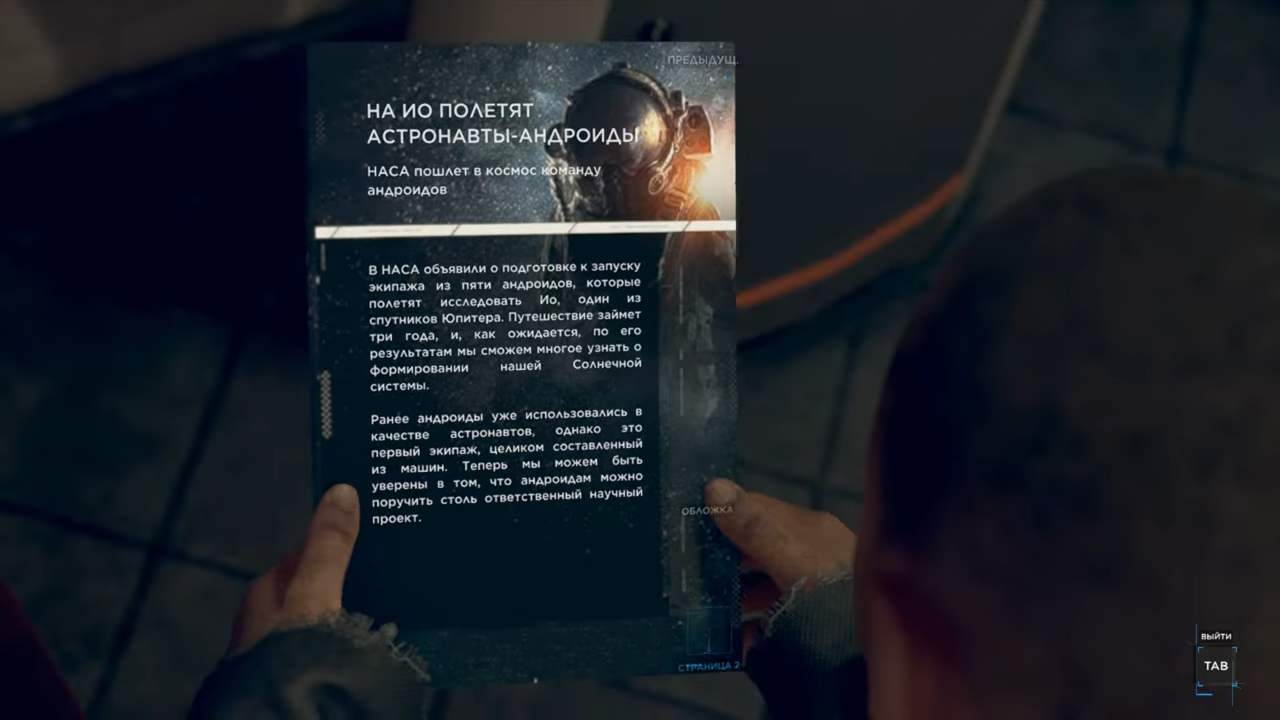 ПРЕДЫДУЩ.
НА ИО ПОЛЕТЯТ
АСТРОНАВТЫ-АНДРОИДЫ
НАСА пошлет в космос команду
андроидов
В НАСА объявили о подготовке к запуску
экипажа из пяти андроидов, которые
полетят исследовать Ио, один из
спутников Юпитера. Путешествие займет
три года, и, как ожидается, по его
результатам мы сможем многое узнать о
формировании нашей Солнечной
системы.
Ранее андроиды уже использовались в
качестве астронавтов, однако это
первый экипаж, целиком составленный
из машин. Теперь мы можем быть
уверены в том, что андроидам можно
поручить столь ответственный научный
проект.
ОБЛОЖКА
СТРАНИЦА 2
ВЫЙТИ
TAB